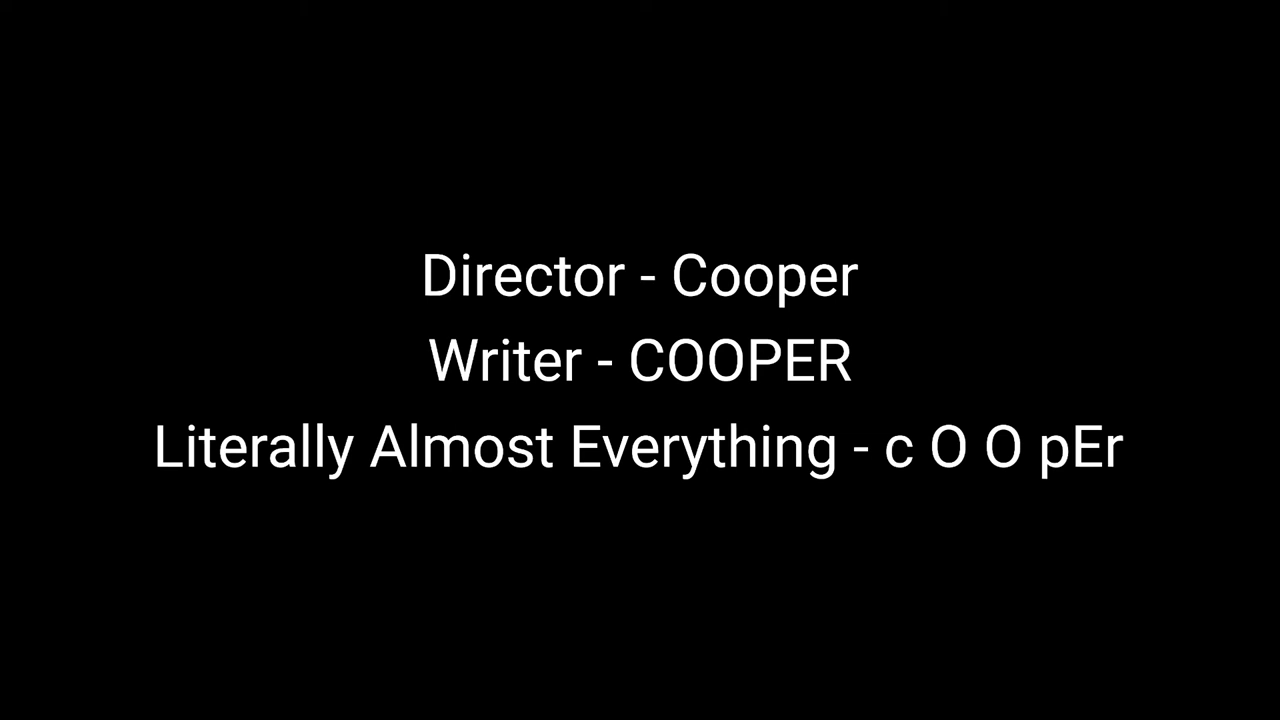 Director - Cooper
Writer - COOPER
Literally Almost Everything - c O O pEr